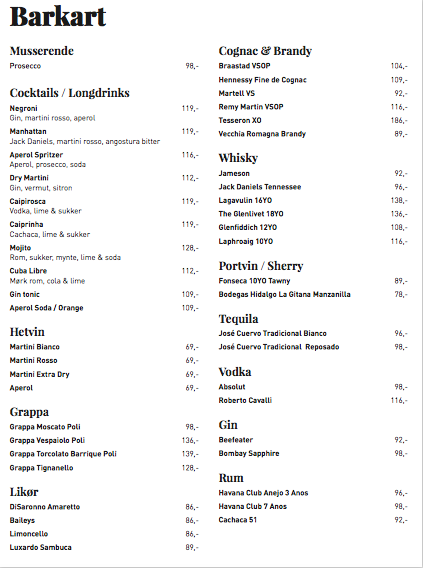 Barkart
Musserende
Prosecco 98,-
Cocktails / Longdrinks
Negroni 119,-
Gin, martini rosso, aperol
Manhattan 119,-
Jack Daniels, martini rosso, angostura bitter
Aperol Spritzer 116,-
Aperol, prosecco, soda
Dry Martini 112,-
Gin, vermut, sitron
Caipirosca 119,-
Vodka, lime & sukker
Caiprinha 119,-
Cachaca, lime & sukker
Mojito 128,-
Rom, sukker, mynte, lime & soda
Cuba Libre 112,-
Mørk rom, cola & lime
Gin tonic 109,-
Aperol Soda / Orange 109,-
Hetvin
Martini Bianco 69,-
Martini Rosso 69,-
Martini Extra Dry 69,-
Aperol 69,-
Grappa
Grappa Moscato Poli 98,-
Grappa Vespaiolo Poli 136,-
Grappa Torcolato Barrique Poli 139,-
Grappa Tignanello 128,-
Likør
DiSaronno Amaretto 86,-
Baileys 86,-
Limoncello 86,-
Luxardo Sambuca 89,-
Cognac & Brandy
Braastad VSOP 104,-
Hennessy Fine de Cognac 109,-
Martell VS 92,-
Remy Martin VSOP 116,-
Tesseron XO 186,-
Vecchia Romagna Brandy 89,-
Whisky
Jameson 92,-
Jack Daniels Tennessee 96,-
Lagavulin 16YO 138,-
The Glenlivet 18YO 136,-
Glenfiddich 12YO 108,-
Laphroaig 10YO 116,-
Portvin / Sherry
Fonseca 10YO Tawny 89,-
Bodegas Hidalgo La Gitana Manzanilla 78,-
Tequila
José Cuervo Tradicional Bianco 96,-
José Cuervo Tradicional Reposado 98,-
Vodka
Absolut 98,-
Roberto Cavalli 116,-
Gin
Beefeater 92,-
Bombay Sapphire 98,-
Rum
Havana Club Anejo 3 Anos 96,-
Havana Club 7 Anos 98,-
Cachaca 51 92,-